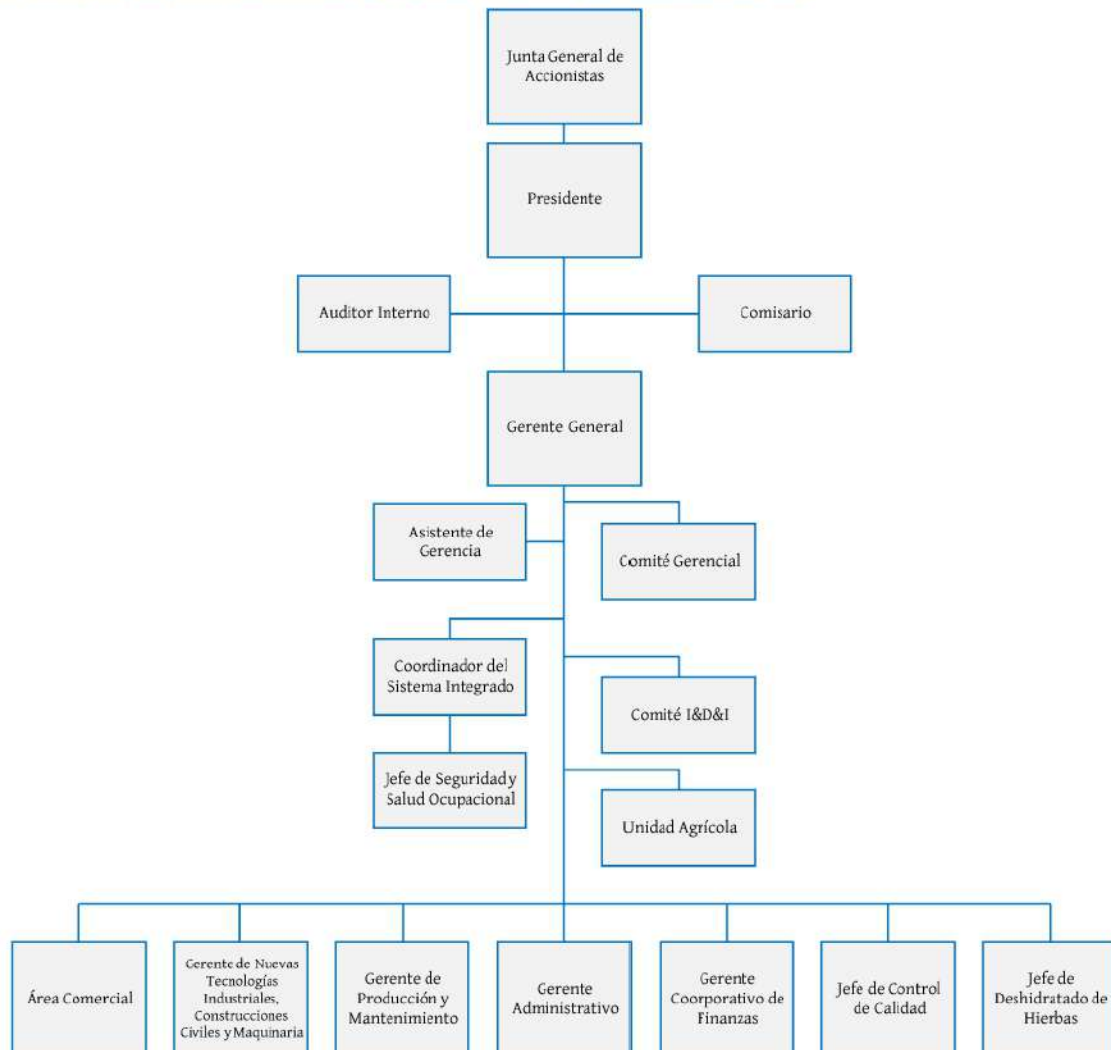 Junta General de
Accionistas
Presidente
Auditor Interno
Comisario
Gerente General
Asistente de
Gerencia
Comité Gerencial
Coordinador del
Sistema Integrado
Comité I&D&I
Jefe de Seguridad y
Salud Ocupacional
Unidad Agrícola
Área Comercial
Gerente de Nuevas
Tecnologías
Industriales,
Construcciones
Civiles y Maquinaria
Gerente de
Producción y
Mantenimiento
Gerente
Administrativo
Gerente
Coorporativo de
Finanzas
Jefe de Control
de Calidad
Jefe de
Deshidratado de
Hierbas